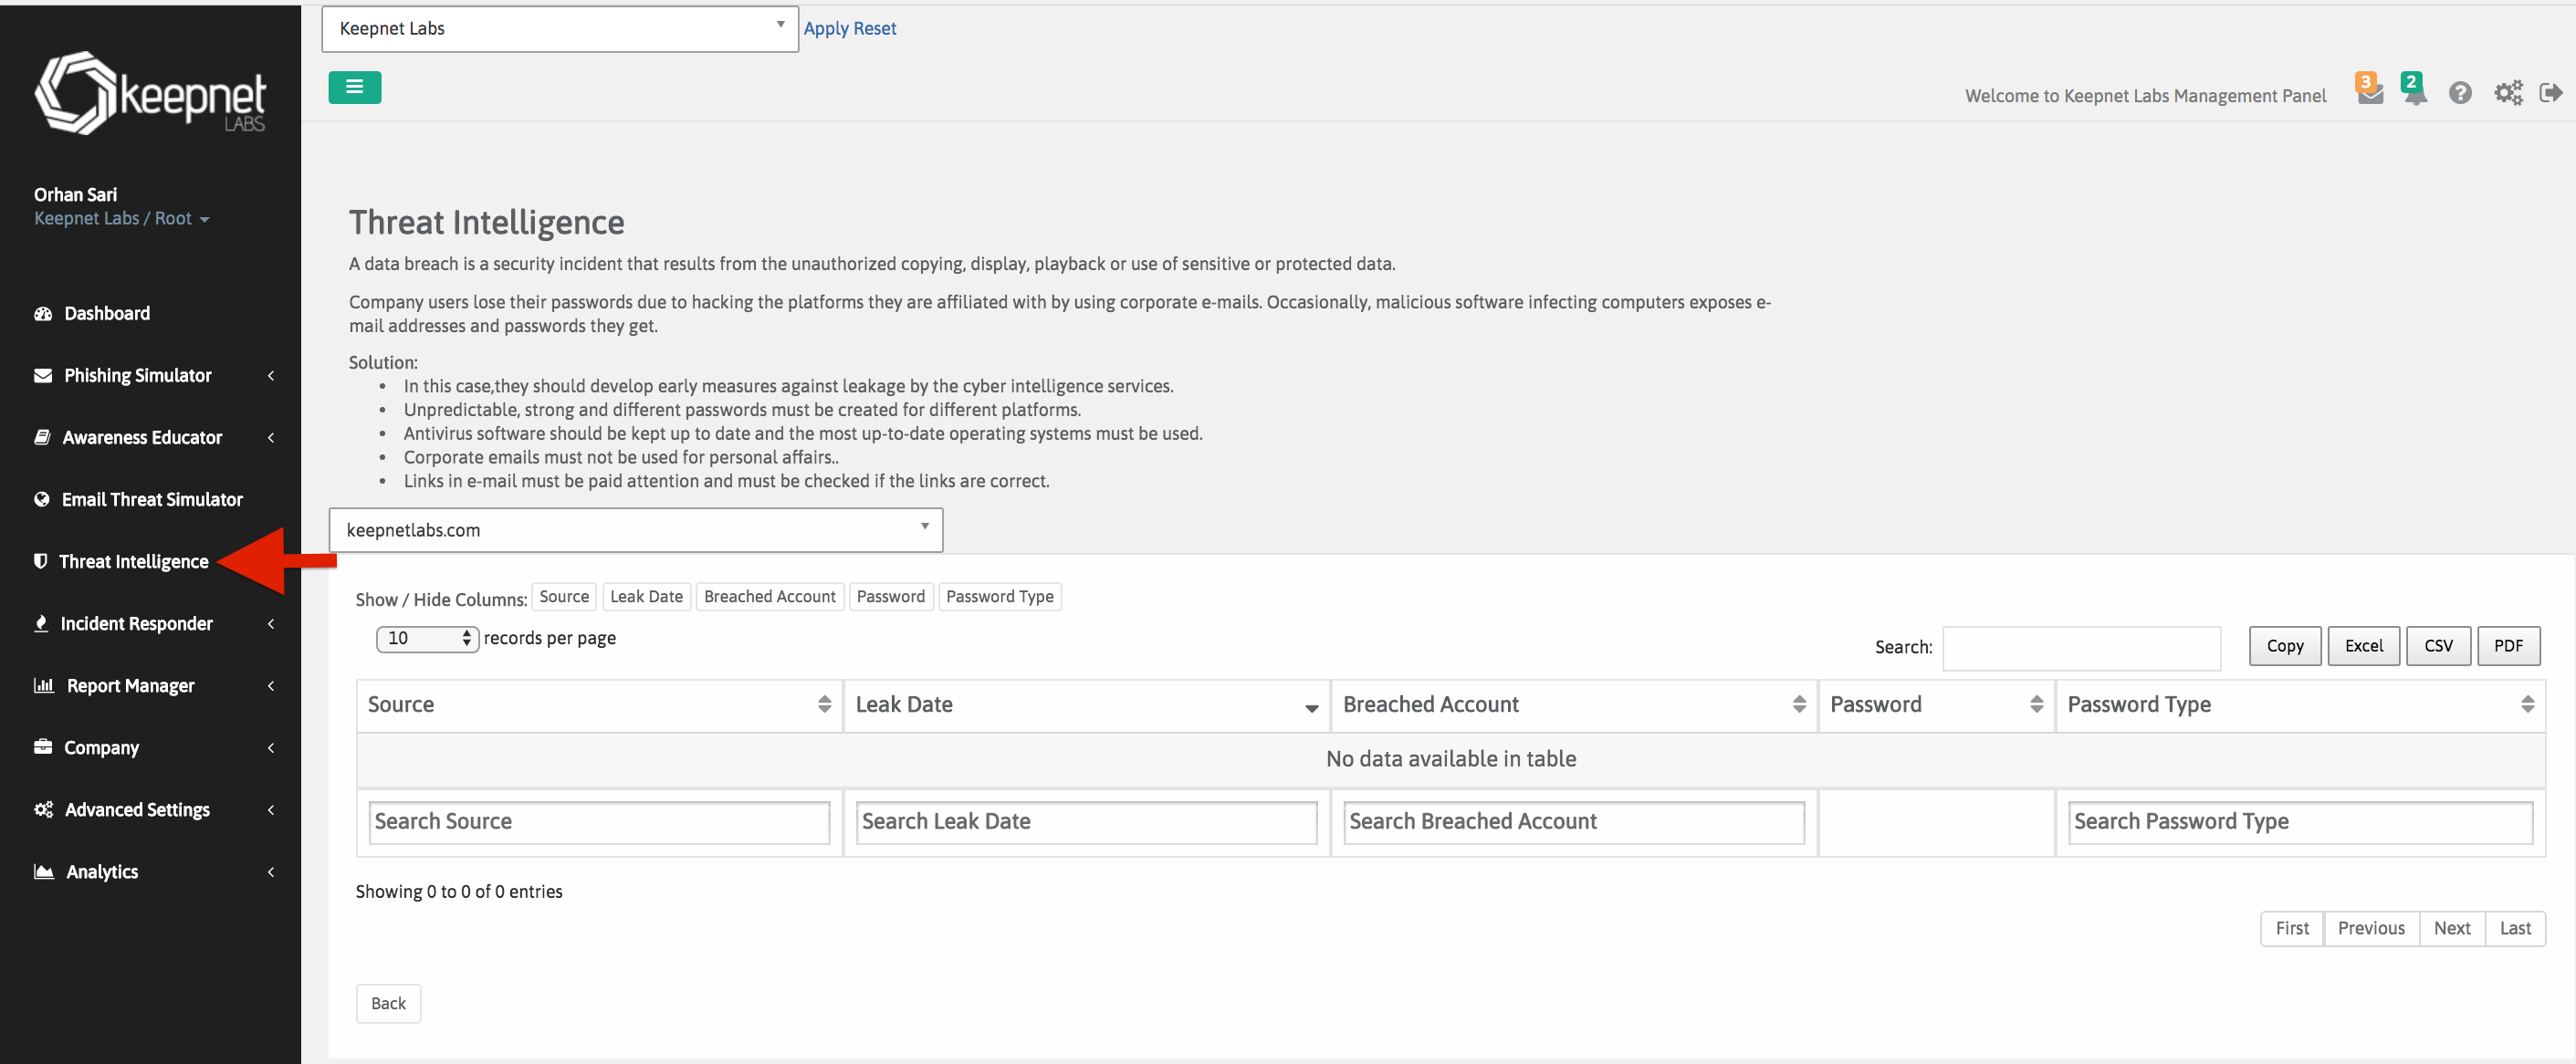 Keepnet Labs
Apply Reset
keepnet
LABS
3
2
Welcome to Keepnet Labs Management Panel
Orhan Sari
Keepnet Labs / Root
Dashboard
Phishing Simulator
Awareness Educator
Email Threat Simulator
Threat Intelligence
Incident Responder
Report Manager
Company
Advanced Settings
Analytics
Threat Intelligence
A data breach is a security incident that results from the unauthorized copying, display, playback or use of sensitive or protected data.
Company users lose their passwords due to hacking the platforms they are affiliated with by using corporate e-mails. Occasionally, malicious software infecting computers exposes e-
mail addresses and passwords they get.
Solution:
• In this case,they should develop early measures against leakage by the cyber intelligence services.
• Unpredictable, strong and different passwords must be created for different platforms.
• Antivirus software should be kept up to date and the most up-to-date operating systems must be used.
• Corporate emails must not be used for personal affairs..
• Links in e-mail must be paid attention and must be checked if the links are correct.
keepnetlabs.com
Show / Hide Columns: Source Leak Date Breached Account Password Password Type
10 records per page
Search: Copy Excel CSV PDF
Source Leak Date Breached Account Password Password Type
No data available in table
Search Source Search Leak Date Search Breached Account Search Password Type
Showing 0 to 0 of 0 entries
First Previous Next Last
Back